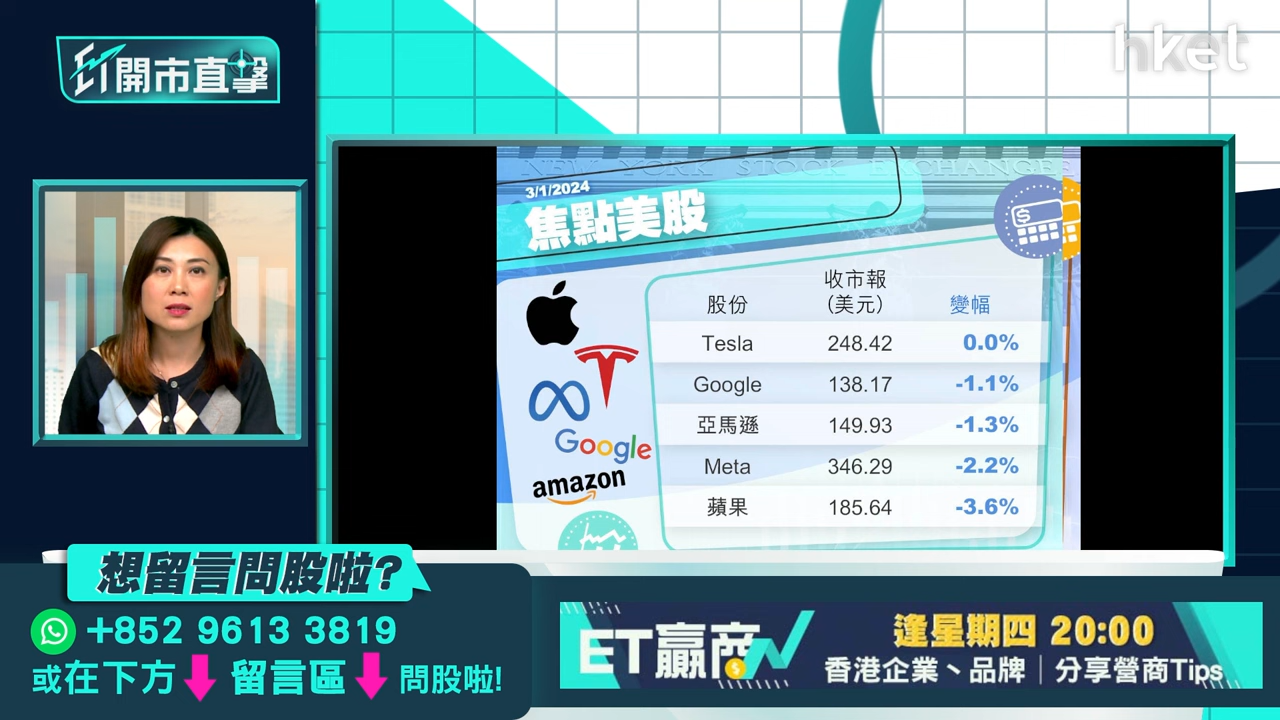 ET開市直擊
hket
NEW YORK STOCK EXCHANGE
3/1/2024
焦點美股
股份 收市報(美元) 變幅
Tesla 248.42 0.0%
Google 138.17 -1.1%
亞馬遜 149.93 -1.3%
Meta 346.29 -2.2%
蘋果 185.64 -3.6%
Google
amazon
$
想留言問股啦?
+852 9613 3819
或在下方 留言區 問股啦!
ET贏商
$
逢星期四 20:00
香港企業、品牌｜分享營商Tips